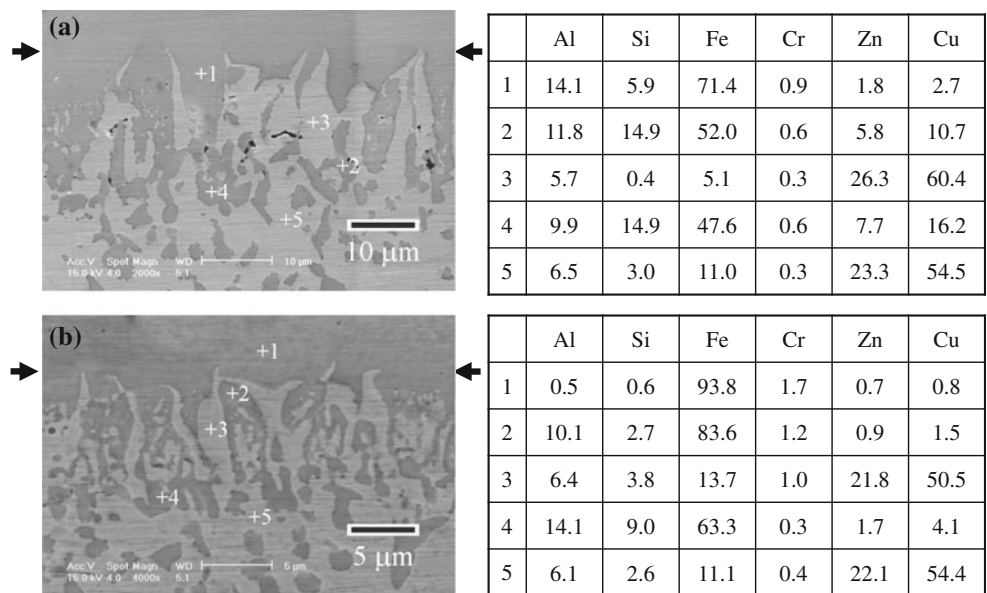 (a)
+1
+3
+2
+4
+5
10 μm
Acc.V Spot Magn WD 10 μm
15.0 kV 4.0 2000x 5.1
Al Si Fe Cr Zn Cu
1 14.1 5.9 71.4 0.9 1.8 2.7
2 11.8 14.9 52.0 0.6 5.8 10.7
3 5.7 0.4 5.1 0.3 26.3 60.4
4 9.9 14.9 47.6 0.6 7.7 16.2
5 6.5 3.0 11.0 0.3 23.3 54.5
(b)
+1
+2
+3
+4
+5
5 μm
Acc.V Spot Magn WD 5 μm
15.0 kV 4.0 4000x 5.1
Al Si Fe Cr Zn Cu
1 0.5 0.6 93.8 1.7 0.7 0.8
2 10.1 2.7 83.6 1.2 0.9 1.5
3 6.4 3.8 13.7 1.0 21.8 50.5
4 14.1 9.0 63.3 0.3 1.7 4.1
5 6.1 2.6 11.1 0.4 22.1 54.4